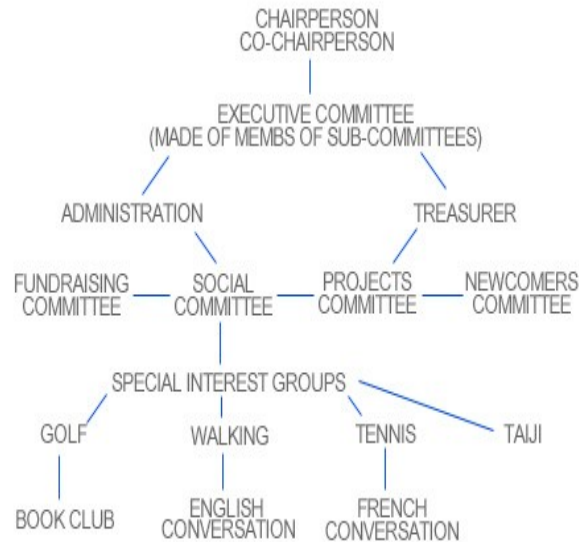 CHAIRPERSON
CO-CHAIRPERSON
EXECUTIVE COMMITTEE
(MADE OF MEMBS OF SUB-COMMITTEES)
ADMINISTRATION
TREASURER
FUNDRAISING
COMMITTEE
SOCIAL
COMMITTEE
PROJECTS
COMMITTEE
NEWCOMERS
COMMITTEE
SPECIAL INTEREST GROUPS
GOLF
WALKING
TENNIS
TAIJI
BOOK CLUB
ENGLISH
CONVERSATION
FRENCH
CONVERSATION